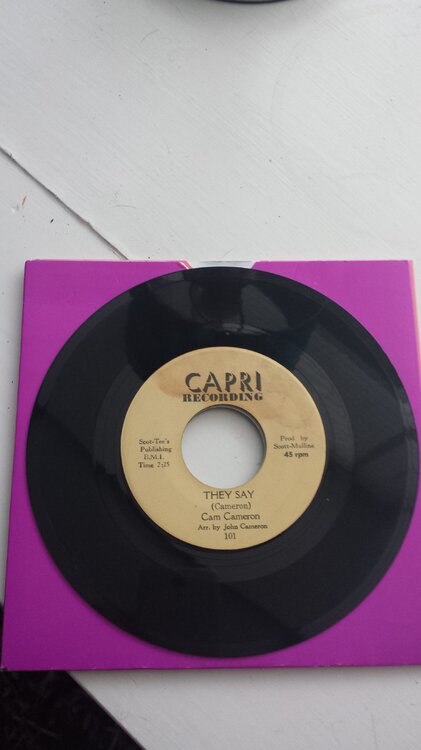 CAPRI
RECORDING
Scot-Tee's
Publishing
B.M.I.
Time 2:25
Prod by
Scott-Mullins
45 rpm
THEY SAY
(Cameron)
Cam Cameron
Arr. by John Cameron
101